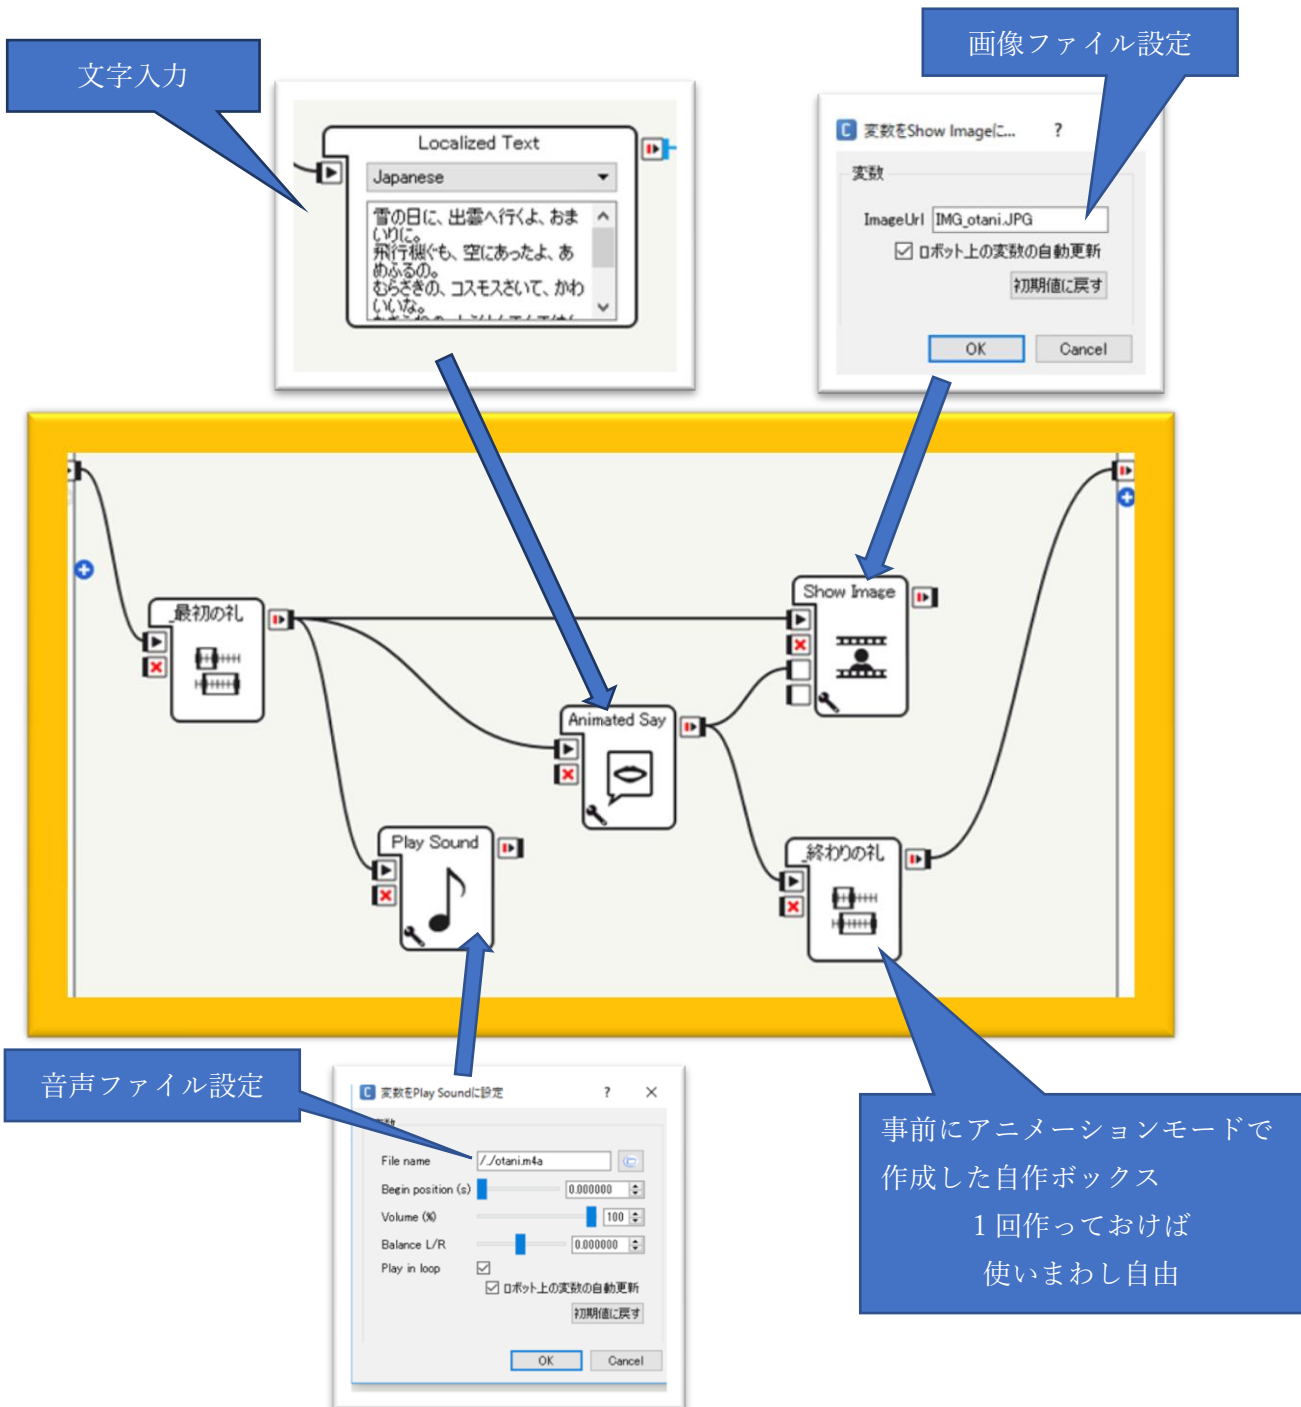 文字入力
画像ファイル設定
Localized Text
Japanese
雪の日に、出雲へ行くよ、おま
いりに。
飛行機ぐも、空にあったよ、あ
めふるの。
むらさきの、コスモスさいて、かわ
いいな。
変数をShow Imageに... ?
変数
ImageUrl IMG_otani.JPG
ロボット上の変数の自動更新
初期値に戻す
OK Cancel
_最初の礼
Show Image
Animated Say
Play Sound
_終わりの礼
音声ファイル設定
変数をPlay Soundに設定 ? ×
File name /./otani.m4a
Begin position (s) 0.000000
Volume (%) 100
Balance L/R 0.000000
Play in loop
ロボット上の変数の自動更新
初期値に戻す
OK Cancel
事前にアニメーションモードで
作成した自作ボックス
１回作っておけば
使いまわし自由